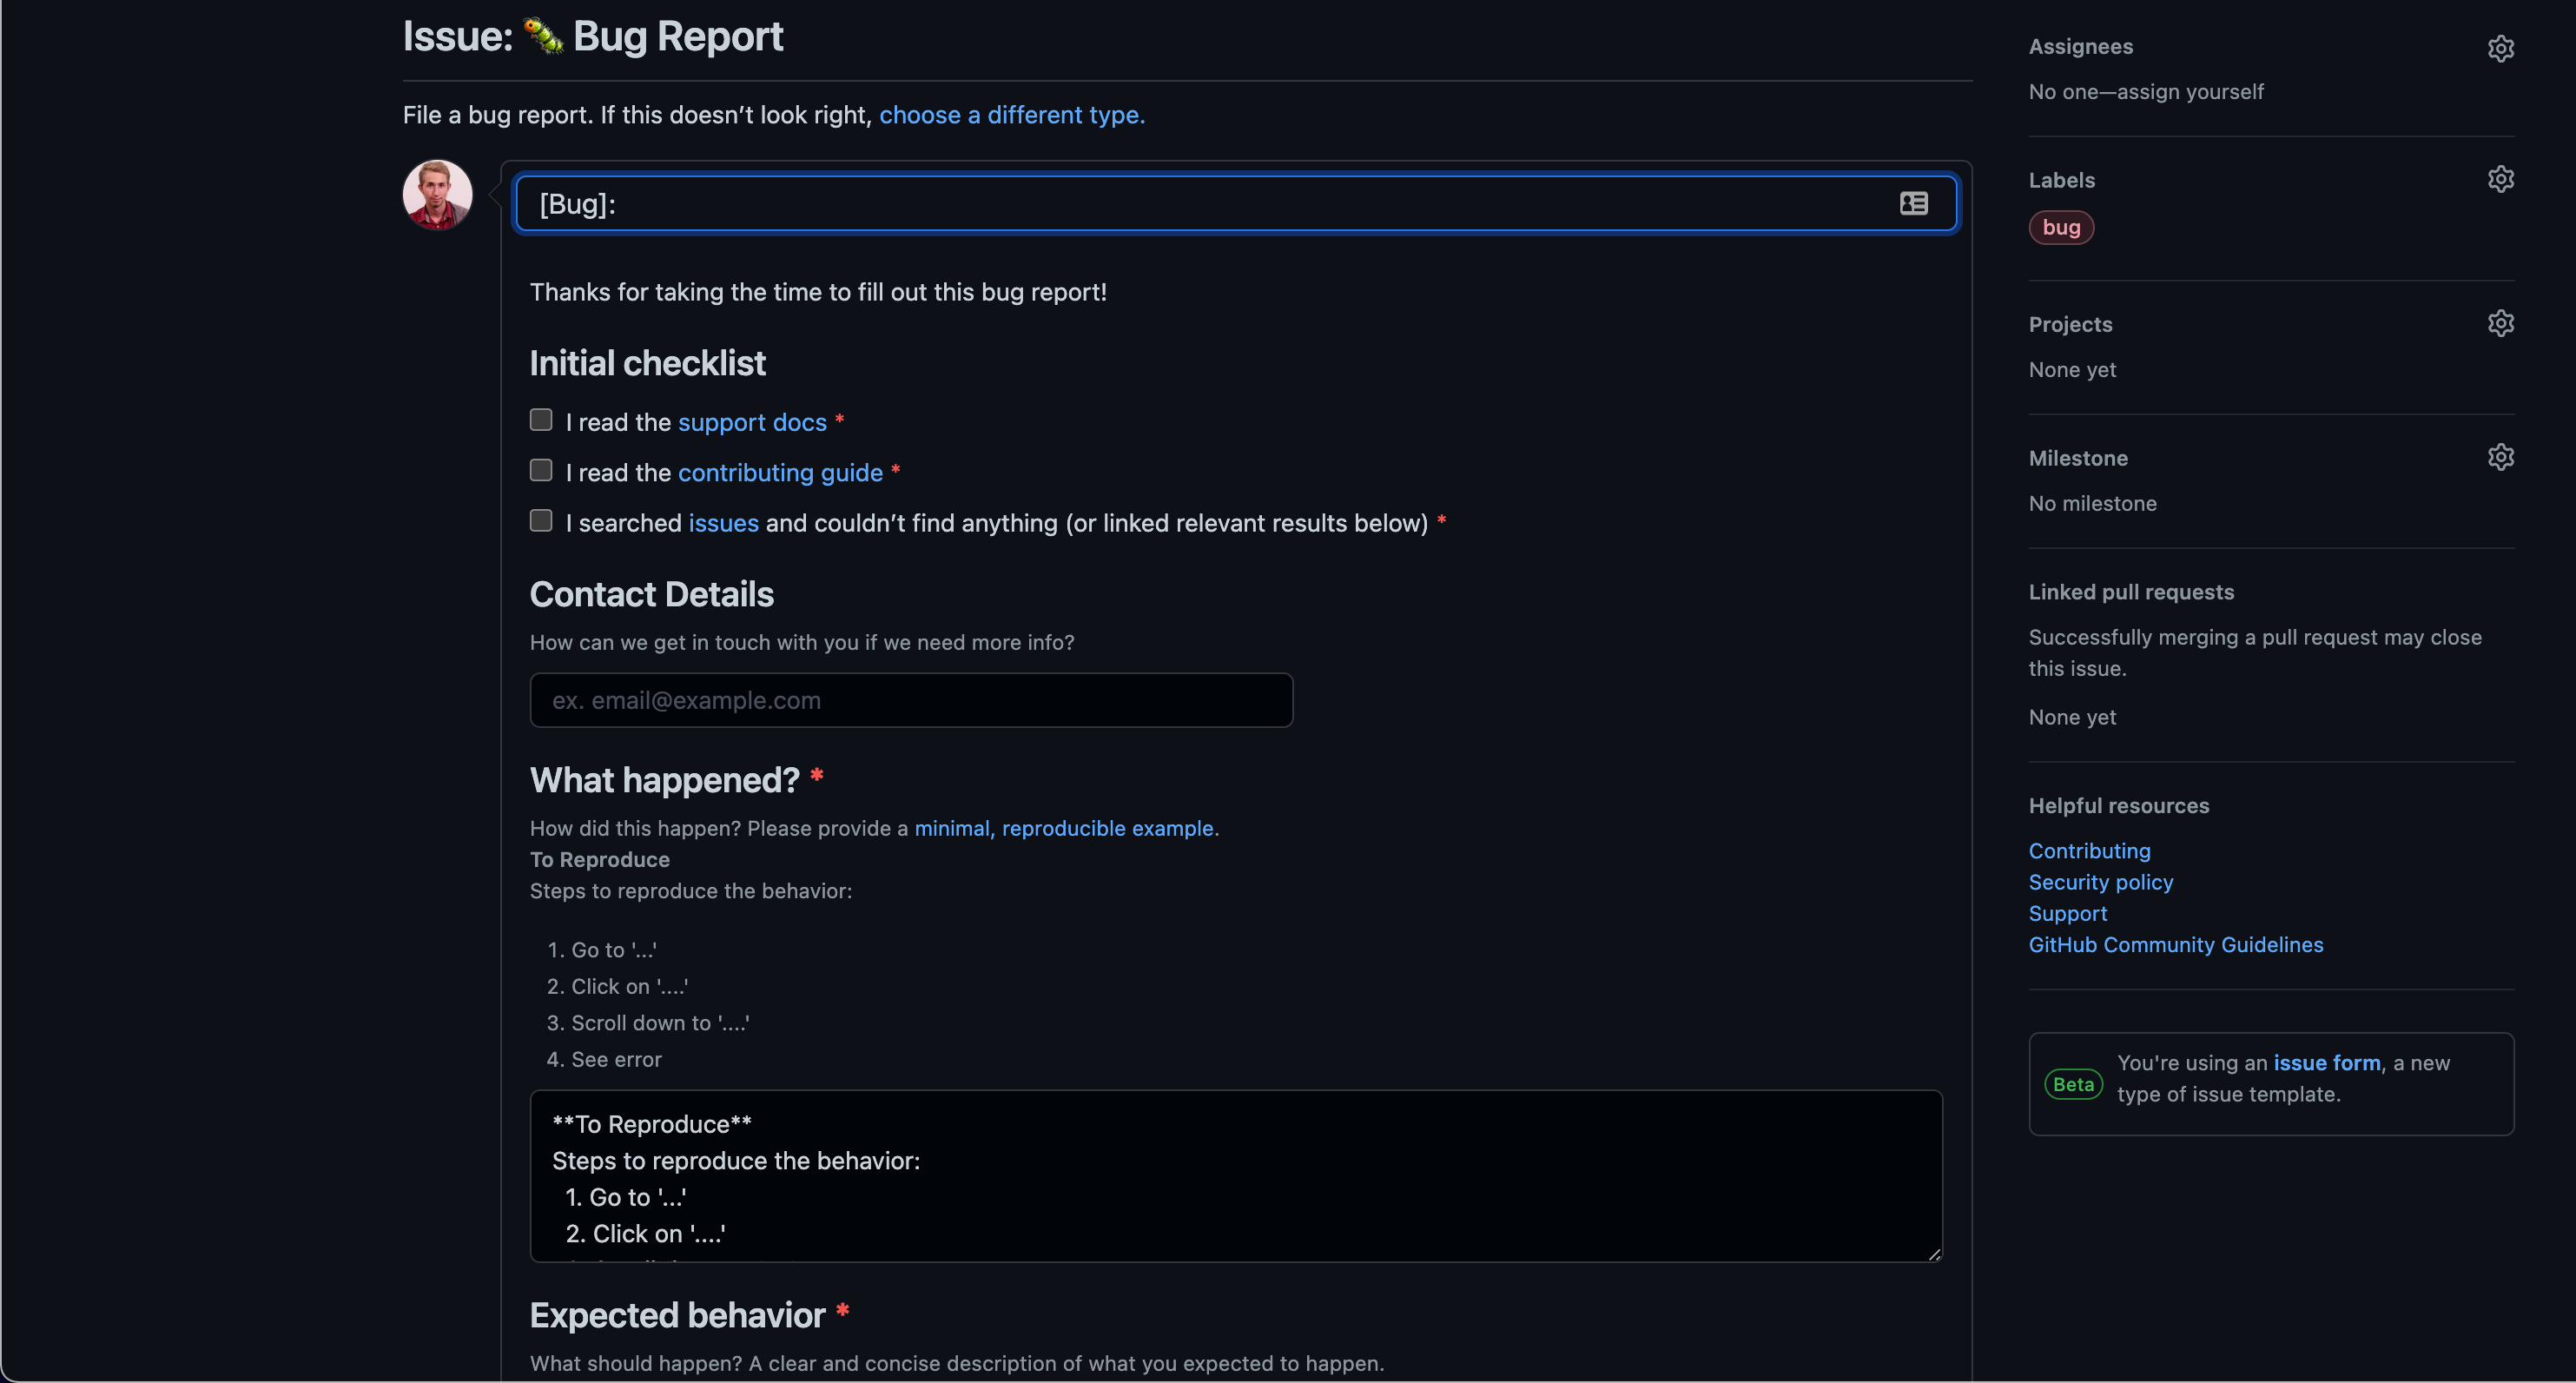 Issue: 🐛 Bug Report
File a bug report. If this doesn’t look right, choose a different type.
[Bug]:
Thanks for taking the time to fill out this bug report!
Initial checklist
I read the support docs *
I read the contributing guide *
I searched issues and couldn’t find anything (or linked relevant results below) *
Contact Details
How can we get in touch with you if we need more info?
ex. email@example.com
What happened? *
How did this happen? Please provide a minimal, reproducible example.
To Reproduce
Steps to reproduce the behavior:
1. Go to '...'
2. Click on '....'
3. Scroll down to '....'
4. See error
**To Reproduce**
Steps to reproduce the behavior:
1. Go to '...'
2. Click on '....'
Expected behavior *
What should happen? A clear and concise description of what you expected to happen.
Assignees
No one—assign yourself
Labels
bug
Projects
None yet
Milestone
No milestone
Linked pull requests
Successfully merging a pull request may close
this issue.
None yet
Helpful resources
Contributing
Security policy
Support
GitHub Community Guidelines
Beta
You're using an issue form, a new
type of issue template.